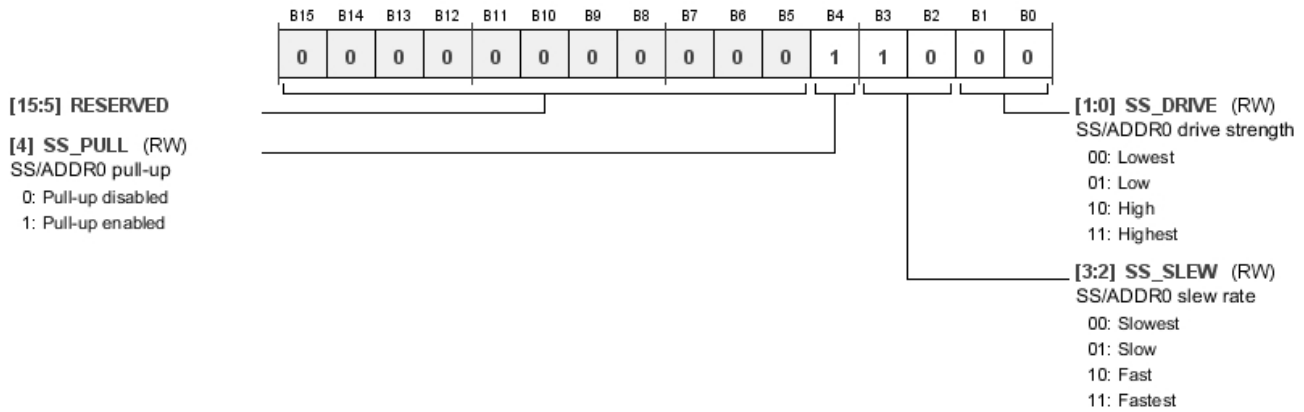 B15 B14 B13 B12 B11 B10 B9 B8 B7 B6 B5 B4 B3 B2 B1 B0
0 0 0 0 0 0 0 0 0 0 0 1 1 0 0 0
[15:5] RESERVED
[4] SS_PULL (RW)
SS/ADDR0 pull-up
0: Pull-up disabled
1: Pull-up enabled
[1:0] SS_DRIVE (RW)
SS/ADDR0 drive strength
00: Lowest
01: Low
10: High
11: Highest
[3:2] SS_SLEW (RW)
SS/ADDR0 slew rate
00: Slowest
01: Slow
10: Fast
11: Fastest